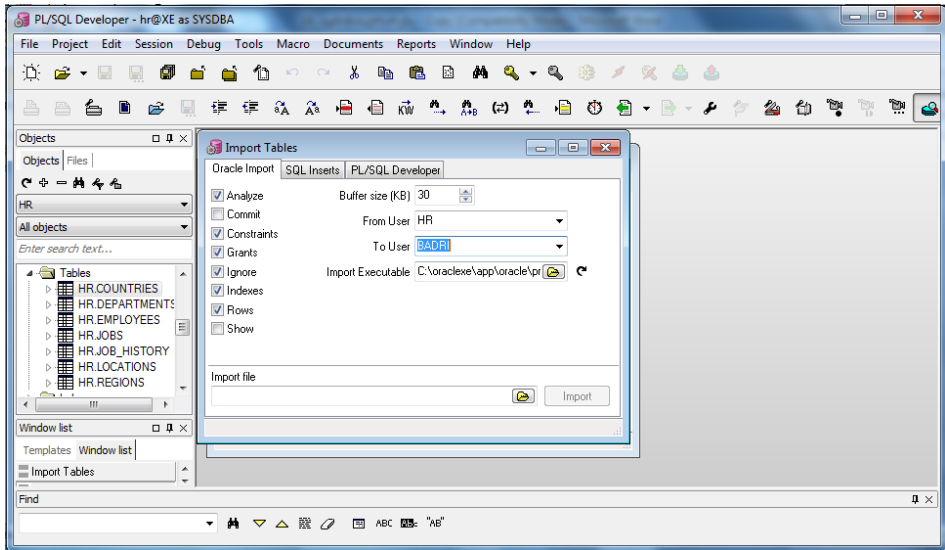 PL/SQL Developer - hr@XE as SYSDBA
File Project Edit Session Debug Tools Macro Documents Reports Window Help
KW
A+B
Objects
Objects Files
HR
All objects
Enter search text...
Tables
HR.COUNTRIES
HR.DEPARTMENTS
HR.EMPLOYEES
HR.JOBS
HR.JOB_HISTORY
HR.LOCATIONS
HR.REGIONS
Import Tables
Oracle Import SQL Inserts PL/SQL Developer
Analyze Buffer size (KB) 30
Commit From User HR
Constraints To User BADRI
Grants
Ignore Import Executable C:\oraclexe\app\oracle\pr
Indexes
Rows
Show
Import file
Import
Window list
Templates Window list
Import Tables
Find
ABC "AB"